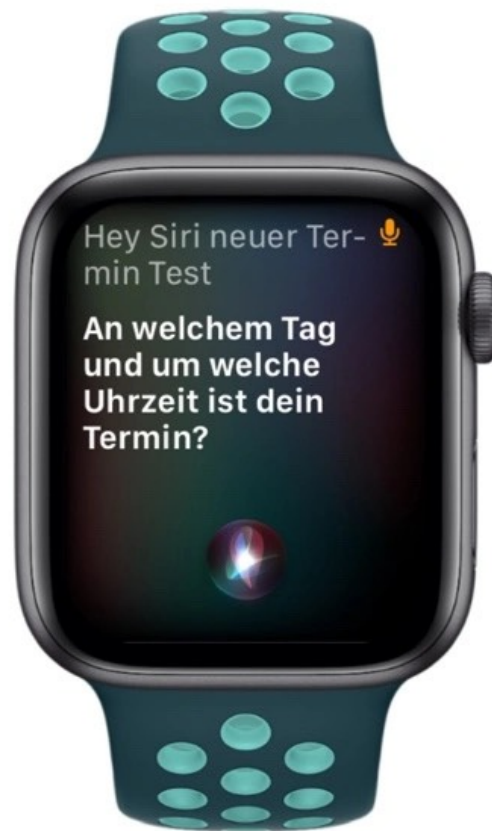 Hey Siri neuer Ter-
min Test
An welchem Tag
und um welche
Uhrzeit ist dein
Termin?